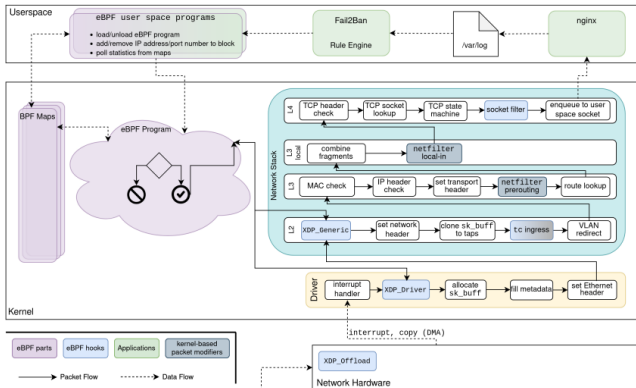 Userspace
eBPF user space programs
load/unload eBPF program
add/remove IP address/port number to block
poll statistics from maps
Fail2Ban
Rule Engine
/var/log
nginx
BPF Maps
eBPF Program
Network Stack
L4
TCP header check
TCP socket lookup
TCP state machine
socket filter
enqueue to user space socket
L3 local
combine fragments
netfilter local-in
L3
MAC check
IP header check
set transport header
netfilter prerouting
route lookup
L2
XDP_Generic
set network header
clone sk_buff to taps
tc ingress
VLAN redirect
Driver
interrupt handler
XDP_Driver
allocate sk_buff
fill metadata
set Ethernet header
Kernel
interrupt, copy (DMA)
eBPF parts
eBPF hooks
Applications
kernel-based packet modifiers
Packet Flow
Data Flow
XDP_Offload
Network Hardware